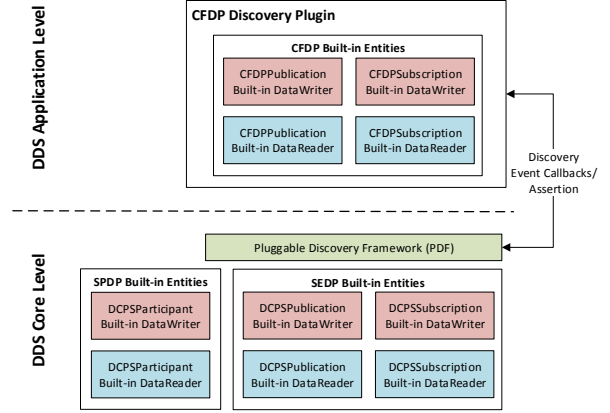 DDS Application Level
CFDP Discovery Plugin
CFDP Built-in Entities
CFDPPublication
Built-in DataWriter
CFDPSubscription
Built-in DataWriter
CFDPPublication
Built-in DataReader
CFDPSubscription
Built-in DataReader
Discovery
Event Callbacks/
Assertion
DDS Core Level
Pluggable Discovery Framework (PDF)
SPDP Built-in Entities
DCPSParticipant
Built-in DataWriter
DCPSParticipant
Built-in DataReader
SEDP Built-in Entities
DCPSPublication
Built-in DataWriter
DCPSSubscription
Built-in DataWriter
DCPSPublication
Built-in DataReader
DCPSSubscription
Built-in DataReader